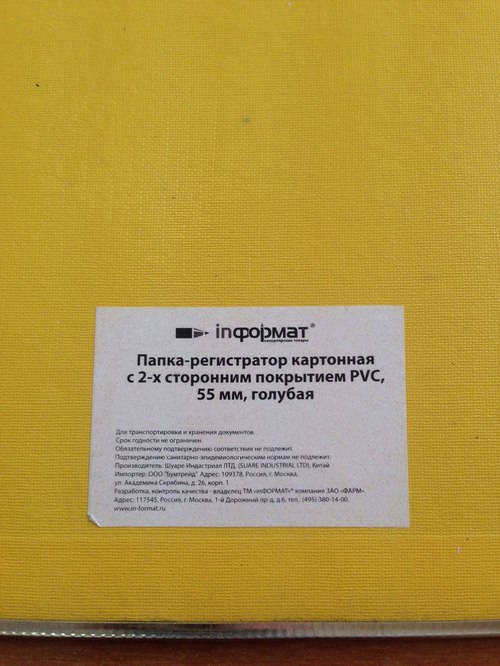 inформат®
канцелярские товары
Папка-регистратор картонная
с 2-х сторонним покрытием PVC,
55 мм, голубая
Для транспортировки и хранения документов.
Срок годности не ограничен.
Обязательному подтверждению соответствия не подлежит.
Подтверждению санитарно-эпидемиологическим нормам не подлежит.
Производитель: Шуаре Индастриал ЛТД. (SUARE INDUSTRIAL LTD), Китай
Импортер: ООО "Бумтрейд" Адрес: 109378, Россия, г. Москва,
ул. Академика Скрябина, д. 26, корп. 1
Разработка, контроль качества - владелец ТМ «inФОРМАТ»® компания ЗАО «ФАРМ»
Адрес: 117545, Россия, г. Москва, 1-й Дорожный пр-д, д.6, тел.. (495) 380-14-00.
www.in-format.ru